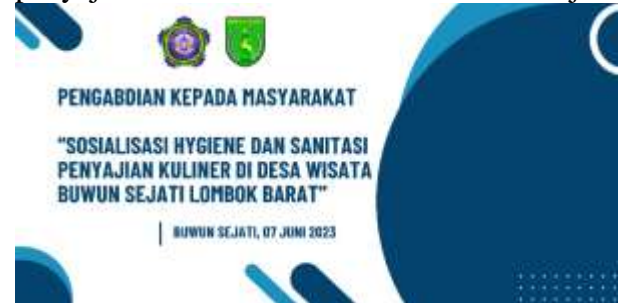 PENGABDIAN KEPADA MASYARAKAT
"SOSIALISASI HYGIENE DAN SANITASI
PENYAJIAN KULINER DI DESA WISATA
BUWUN SEJATI LOMBOK BARAT"
BUWUN SEJATI, 07 JUNI 2023